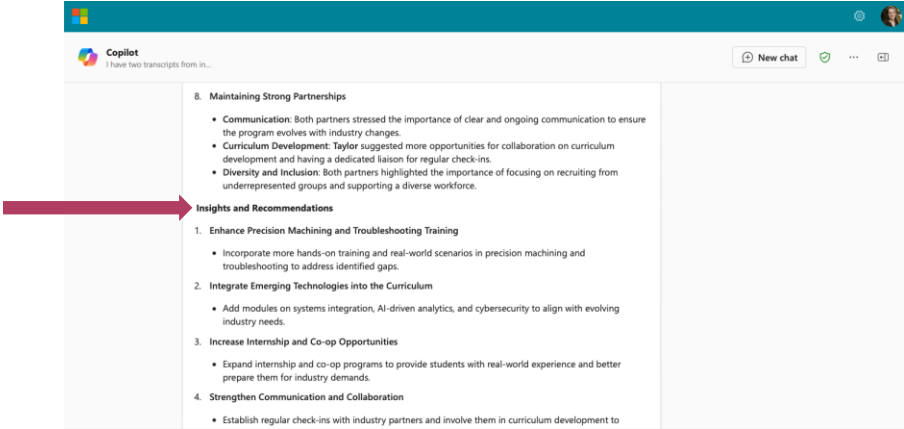 Copilot
I have two transcripts from in...
New chat
8. Maintaining Strong Partnerships
• Communication: Both partners stressed the importance of clear and ongoing communication to ensure
the program evolves with industry changes.
• Curriculum Development: Taylor suggested more opportunities for collaboration on curriculum
development and having a dedicated liaison for regular check-ins.
• Diversity and Inclusion: Both partners highlighted the importance of focusing on recruiting from
underrepresented groups and supporting a diverse workforce.
Insights and Recommendations
1. Enhance Precision Machining and Troubleshooting Training
• Incorporate more hands-on training and real-world scenarios in precision machining and
troubleshooting to address identified gaps.
2. Integrate Emerging Technologies into the Curriculum
• Add modules on systems integration, AI-driven analytics, and cybersecurity to align with evolving
industry needs.
3. Increase Internship and Co-op Opportunities
• Expand internship and co-op programs to provide students with real-world experience and better
prepare them for industry demands.
4. Strengthen Communication and Collaboration
• Establish regular check-ins with industry partners and involve them in curriculum development to